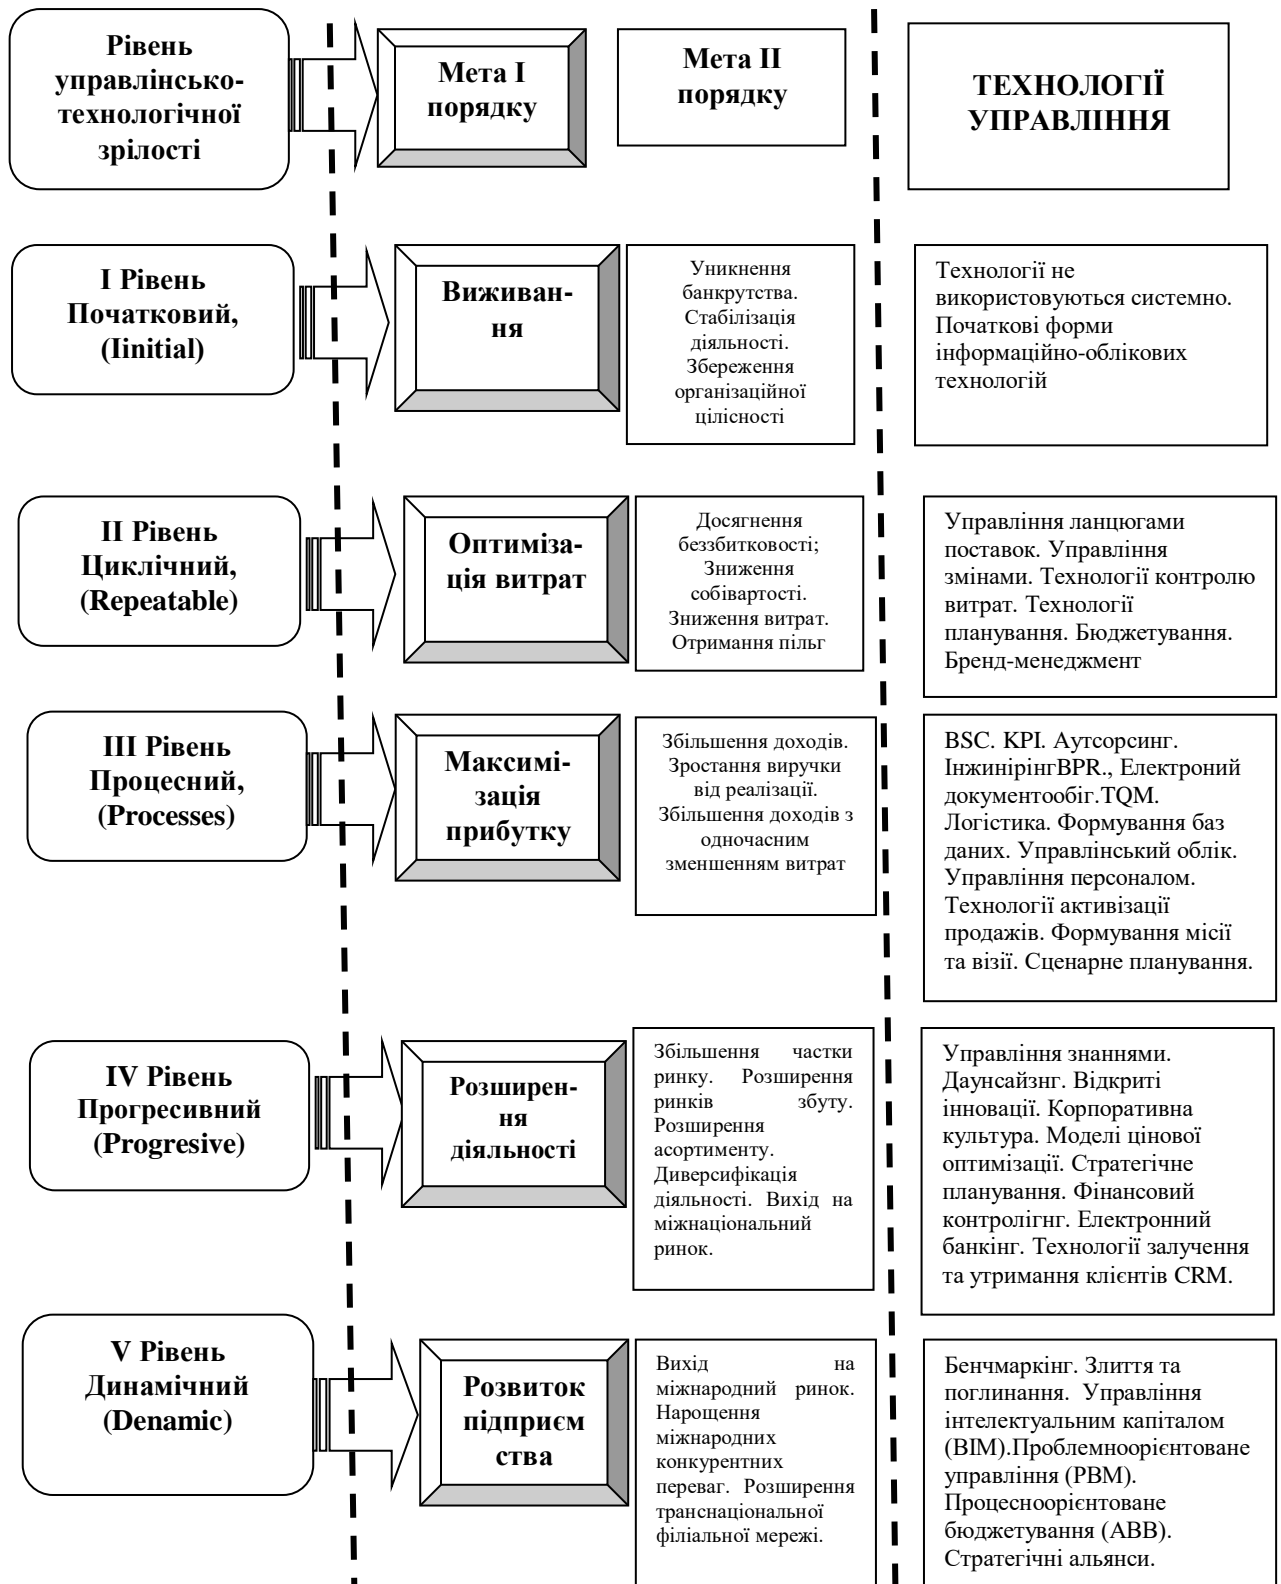 Рівень
управлінсько-
технологічної
зрілості
Мета І
порядку
Мета ІІ
порядку
ТЕХНОЛОГІЇ
УПРАВЛІННЯ
І Рівень
Початковий,
(Iinitial)
Виживан-
ня
Уникнення
банкрутства.
Стабілізація
діяльності.
Збереження
організаційної
цілісності
Технології не
використовуються системно.
Початкові форми
інформаційно-облікових
технологій
ІІ Рівень
Циклічний,
(Repeatable)
Оптиміза-
ція витрат
Досягнення
беззбитковості;
Зниження
собівартості.
Зниження витрат.
Отримання пільг
Управління ланцюгами
поставок. Управління
змінами. Технології контролю
витрат. Технології
планування. Бюджетування.
Бренд-менеджмент
ІІІ Рівень
Процесний,
(Processes)
Максимі-
зація
прибутку
Збільшення доходів.
Зростання виручки
від реалізації.
Збільшення доходів з
одночасним
зменшенням витрат
BSC. KPI. Аутсорсинг.
ІнжинірінгBPR., Електроний
документообіг.TQM.
Логістика. Формування баз
даних. Управлінський облік.
Управління персоналом.
Технології активізації
продажів. Формування місії
та візії. Сценарне планування.
IV Рівень
Прогресивний
(Progresive)
Розширен-
ня
діяльності
Збільшення частки
ринку. Розширення
ринків збуту.
Розширення
асортименту.
Диверсифікація
діяльності. Вихід на
міжнаціональний
ринок.
Управління знаннями.
Даунсайзнг. Відкриті
інновації. Корпоративна
культура. Моделі цінової
оптимізації. Стратегічне
планування. Фінансовий
контролігнг. Електронний
банкінг. Технології залучення
та утримання клієнтів CRM.
V Рівень
Динамічний
(Denamic)
Розвиток
підприєм
ства
Вихід на
міжнародний ринок.
Нарощення
міжнародних
конкурентних
переваг. Розширення
транснаціональної
філіальної мережі.
Бенчмаркінг. Злиття та
поглинання. Управління
інтелектуальним капіталом
(BIM).Проблемноорієнтоване
управління (PBM).
Процесноорієнтоване
бюджетування (ABB).
Стратегічні альянси.